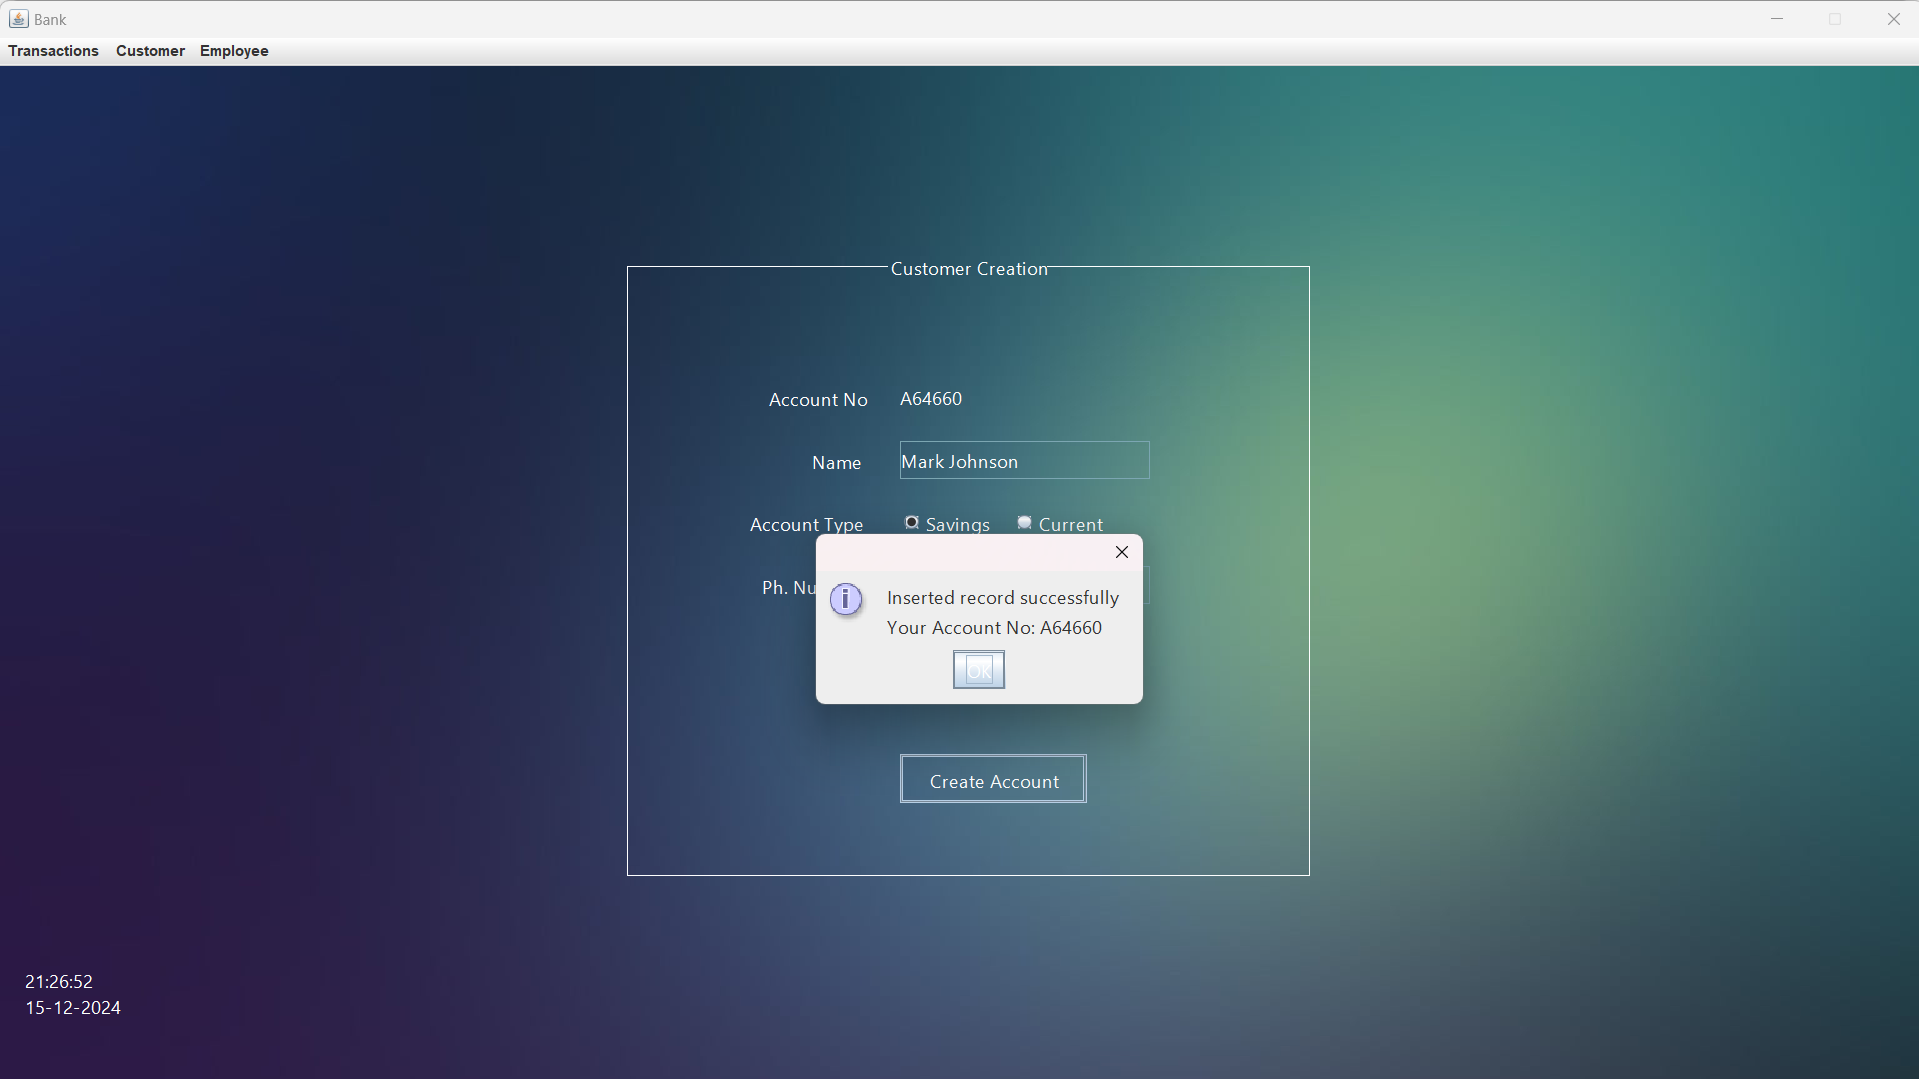 Bank
Transactions Customer Employee
Customer Creation
Account No A64660
Name Mark Johnson
Account Type Savings Current
Ph. Nu
Inserted record successfully
Your Account No: A64660
OK
Create Account
21:26:52
15-12-2024